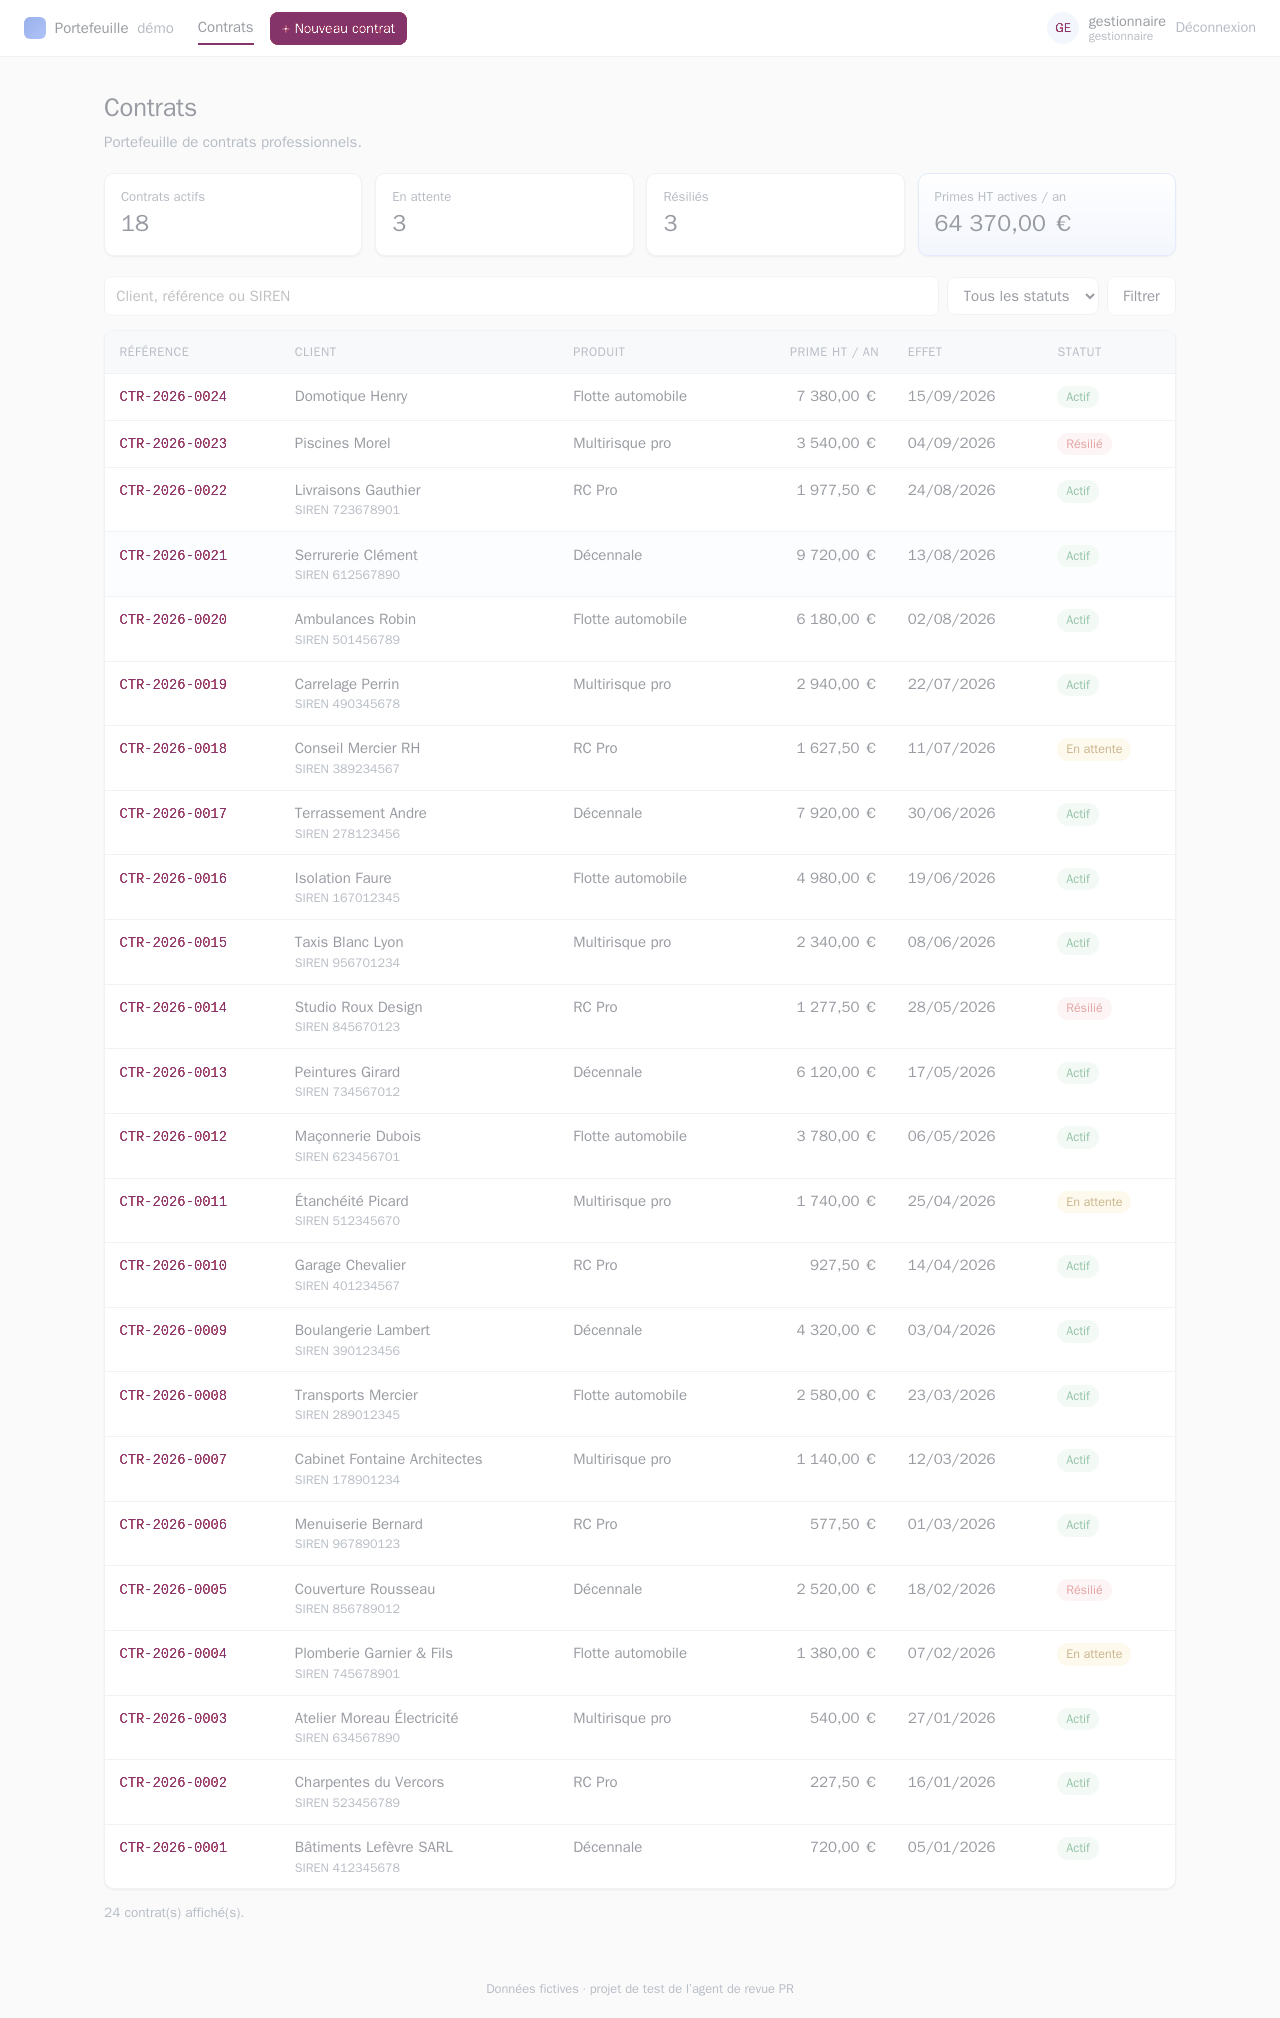 Portefeuille démo Contrats + Nouveau contrat GE gestionnaire Déconnexion
gestionnaire
Contrats
Portefeuille de contrats professionnels.
Contrats actifs En attente Résiliés Primes HT actives / an
18 3 3 64 370,00 €
Client, référence ou SIREN Tous les statuts Filtrer
RÉFÉRENCE CLIENT PRODUIT PRIME HT / AN EFFET STATUT
CTR-2026-0024 Domotique Henry Flotte automobile 7 380,00 € 15/09/2026 Actif
CTR-2026-0023 Piscines Morel Multirisque pro 3 540,00 € 04/09/2026 Résilié
CTR-2026-0022 Livraisons Gauthier RC Pro 1 977,50 € 24/08/2026 Actif
SIREN 723678901
CTR-2026-0021 Serrurerie Clément Décennale 9 720,00 € 13/08/2026 Actif
SIREN 612567890
CTR-2026-0020 Ambulances Robin Flotte automobile 6 180,00 € 02/08/2026 Actif
SIREN 501456789
CTR-2026-0019 Carrelage Perrin Multirisque pro 2 940,00 € 22/07/2026 Actif
SIREN 490345678
CTR-2026-0018 Conseil Mercier RH RC Pro 1 627,50 € 11/07/2026 En attente
SIREN 389234567
CTR-2026-0017 Terrassement Andre Décennale 7 920,00 € 30/06/2026 Actif
SIREN 278123456
CTR-2026-0016 Isolation Faure Flotte automobile 4 980,00 € 19/06/2026 Actif
SIREN 167012345
CTR-2026-0015 Taxis Blanc Lyon Multirisque pro 2 340,00 € 08/06/2026 Actif
SIREN 956701234
CTR-2026-0014 Studio Roux Design RC Pro 1 277,50 € 28/05/2026 Résilié
SIREN 845670123
CTR-2026-0013 Peintures Girard Décennale 6 120,00 € 17/05/2026 Actif
SIREN 734567012
CTR-2026-0012 Maçonnerie Dubois Flotte automobile 3 780,00 € 06/05/2026 Actif
SIREN 623456701
CTR-2026-0011 Étanchéité Picard Multirisque pro 1 740,00 € 25/04/2026 En attente
SIREN 512345670
CTR-2026-0010 Garage Chevalier RC Pro 927,50 € 14/04/2026 Actif
SIREN 401234567
CTR-2026-0009 Boulangerie Lambert Décennale 4 320,00 € 03/04/2026 Actif
SIREN 390123456
CTR-2026-0008 Transports Mercier Flotte automobile 2 580,00 € 23/03/2026 Actif
SIREN 289012345
CTR-2026-0007 Cabinet Fontaine Architectes Multirisque pro 1 140,00 € 12/03/2026 Actif
SIREN 178901234
CTR-2026-0006 Menuiserie Bernard RC Pro 577,50 € 01/03/2026 Actif
SIREN 967890123
CTR-2026-0005 Couverture Rousseau Décennale 2 520,00 € 18/02/2026 Résilié
SIREN 856789012
CTR-2026-0004 Plomberie Garnier & Fils Flotte automobile 1 380,00 € 07/02/2026 En attente
SIREN 745678901
CTR-2026-0003 Atelier Moreau Électricité Multirisque pro 540,00 € 27/01/2026 Actif
SIREN 634567890
CTR-2026-0002 Charpentes du Vercors RC Pro 227,50 € 16/01/2026 Actif
SIREN 523456789
CTR-2026-0001 Bâtiments Lefèvre SARL Décennale 720,00 € 05/01/2026 Actif
SIREN 412345678
24 contrat(s) affiché(s).
Données fictives · projet de test de l'agent de revue PR